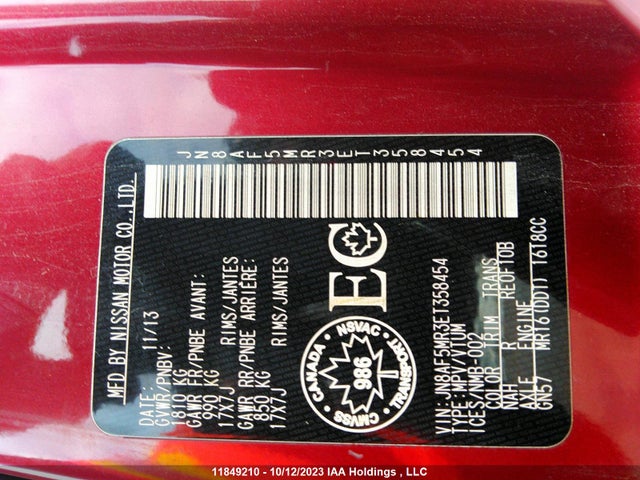 MFD BY NISSAN MOTOR CO.,LTD.
JN8AF5MR3ET358454
DATE: 11/13
GVWR/PNBV:
1810 KG
GAWR FR/PNBE AVANT:
990 KG RIMS/JANTES
17X7J
GAWR RR/PNBE ARRIÈRE:
850 KG RIMS/JANTES
17X7J
CANADA
NSVAC
TRANSPORT
CMVSS
986
EC
VIN:JN8AF5MR3ET358454
TYPE:MPV/VTUM
ICES/NMB-002
COLOR TRIM TRANS
NAH R RE0F10B
AXLE ENGINE
GN57 MR16(DD1) 1618CC
11849210 - 10/12/2023 IAA Holdings , LLC